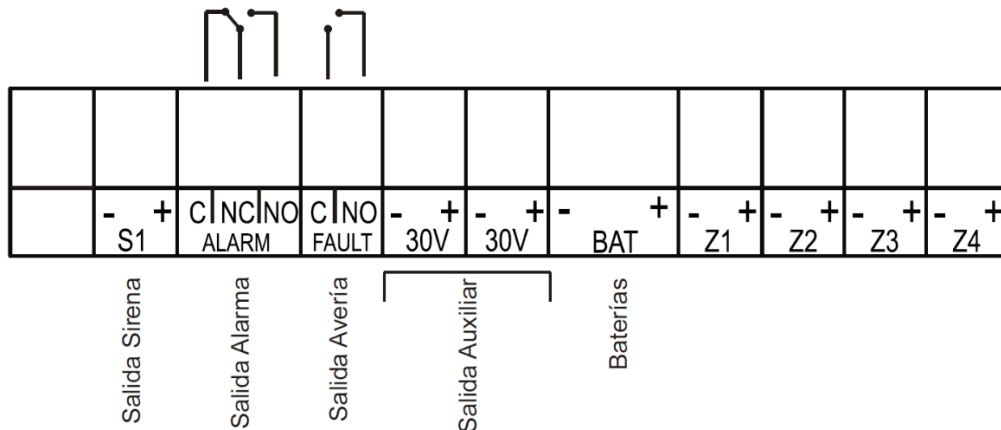 - + C NC NO C NO - + - + - + - + - + - + - +
S1 ALARM FAULT 30V 30V BAT Z1 Z2 Z3 Z4
Salida Sirena
Salida Alarma
Salida Avería
Salida Auxiliar
Baterías